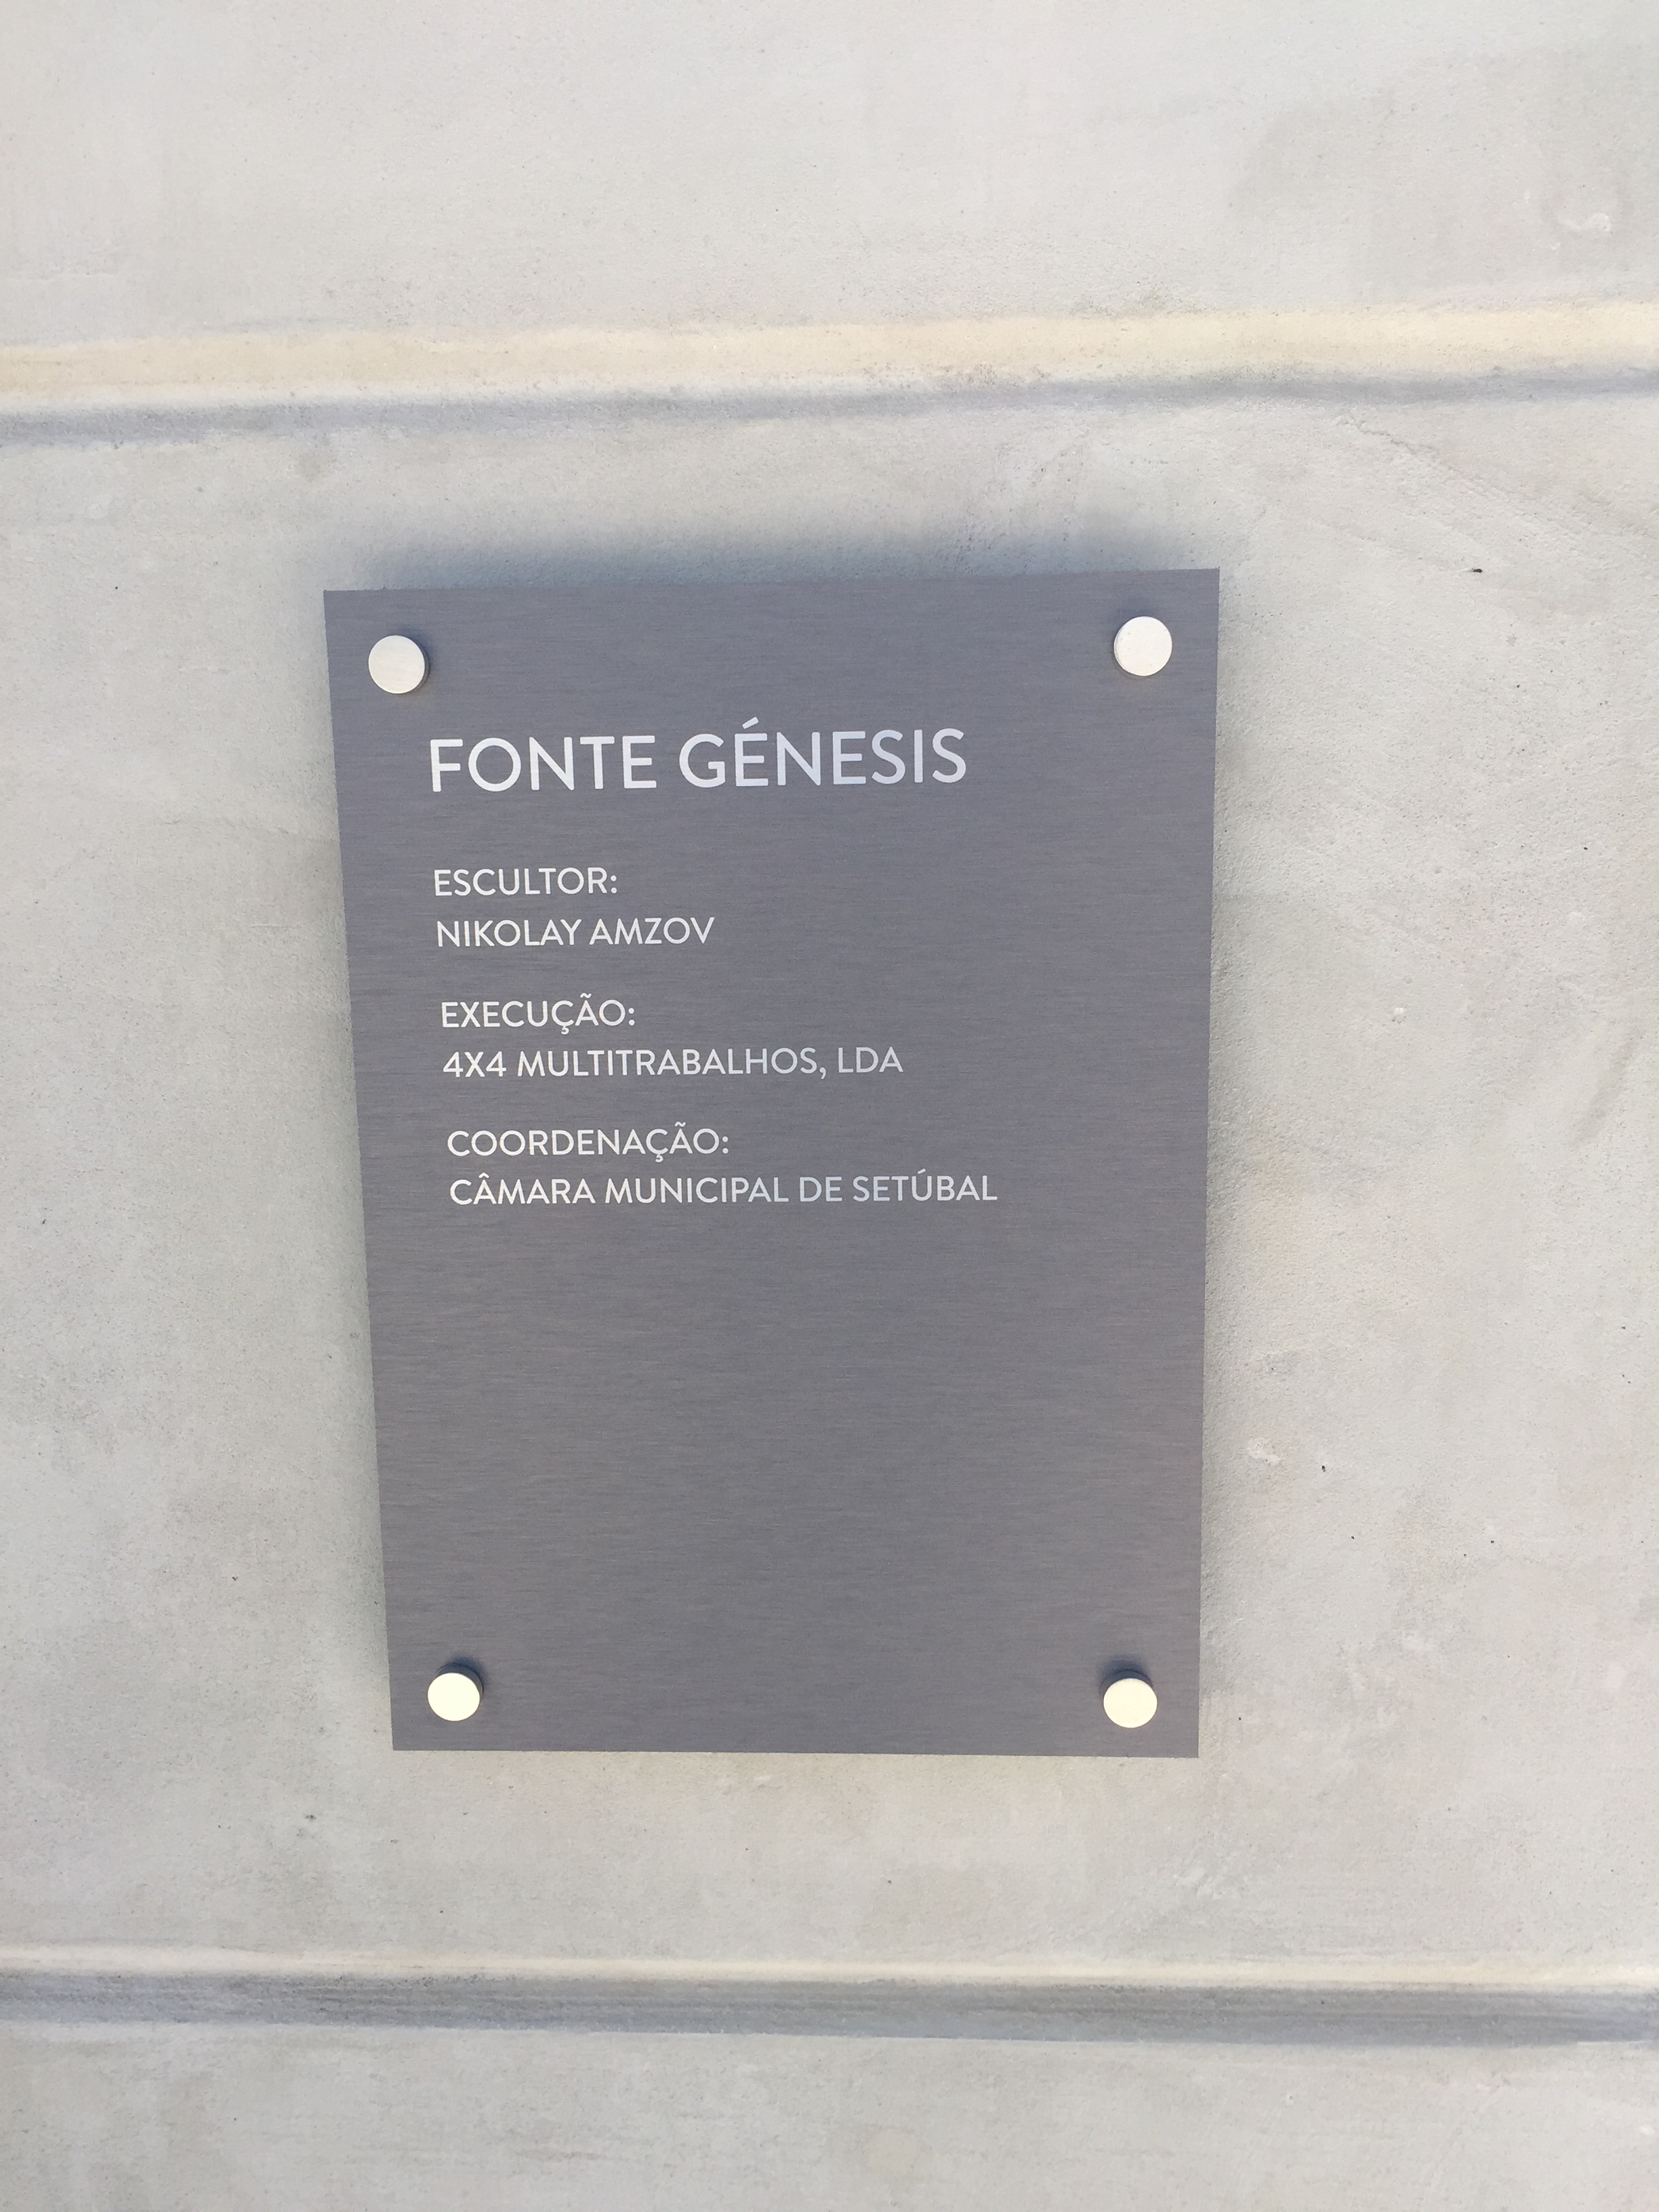 FONTE GÉNESIS
ESCULTOR:
NIKOLAY AMZOV
EXECUÇÃO:
4X4 MULTITRABALHOS, LDA
COORDENAÇÃO:
CÂMARA MUNICIPAL DE SETÚBAL